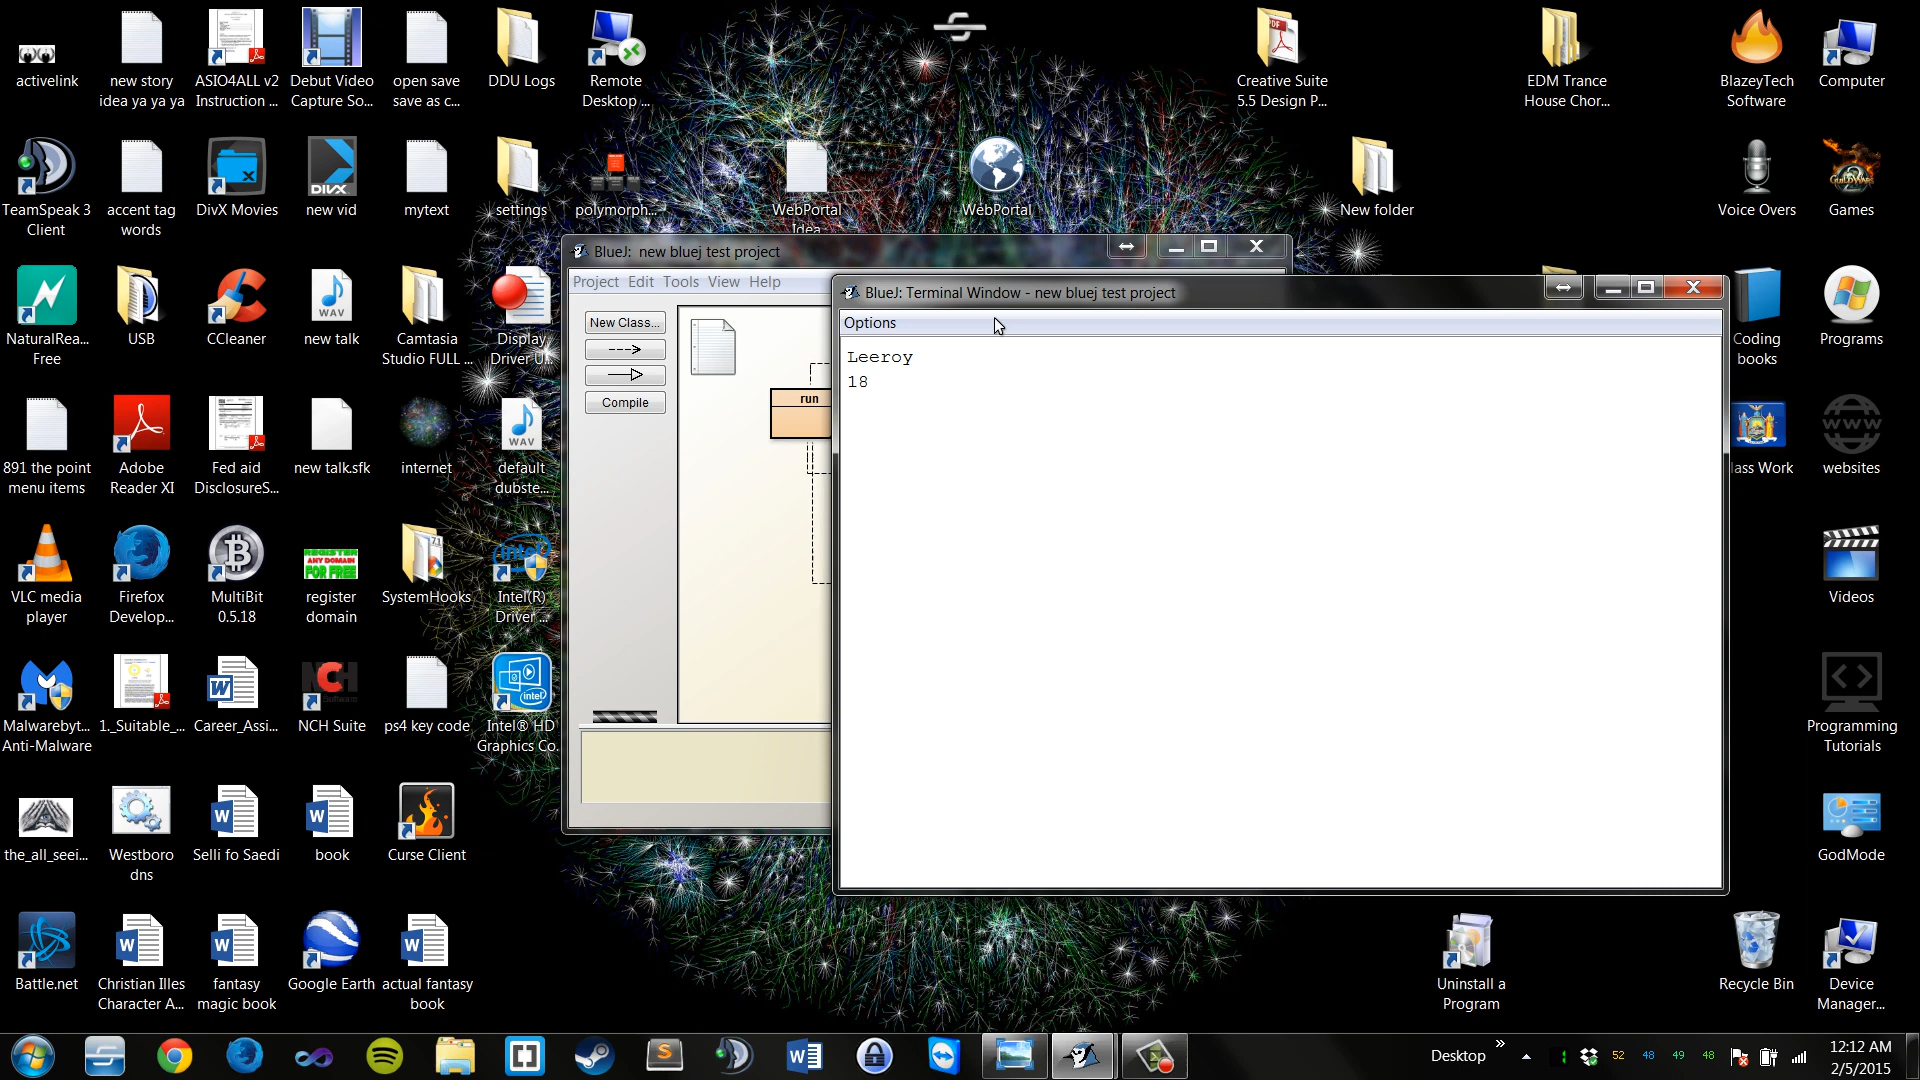 activelink
new story
idea ya ya ya
ASIO4ALL v2
Instruction ...
Debut Video
Capture So...
open save
save as c...
DDU Logs
Remote
Desktop ...
Creative Suite
5.5 Design P...
EDM Trance
House Chor...
BlazeyTech
Software
Computer
TeamSpeak 3
Client
accent tag
words
DivX Movies
new vid
mytext
settings
polymorph...
WebPortal
Idea
WebPortal
New folder
Voice Overs
Games
BlueJ: new bluej test project
Project Edit Tools View Help
New Class...
Compile
run
BlueJ: Terminal Window - new bluej test project
Options
Leeroy
18
NaturalRea...
Free
USB
CCleaner
new talk
Camtasia
Studio FULL ...
Display
Driver U...
Coding
books
Programs
891 the point
menu items
Adobe
Reader XI
Fed aid
DisclosureS...
new talk.sfk
internet
default
dubste...
lass Work
websites
VLC media
player
Firefox
Develop...
MultiBit
0.5.18
REGISTER
ANY DOMAIN
FOR FREE
register
domain
SystemHooks
Intel(R)
Driver ...
Videos
Malwarebyt...
Anti-Malware
1._Suitable_...
Career_Assi...
NCH Suite
ps4 key code
Intel® HD
Graphics Co...
Programming
Tutorials
the_all_seei...
Westboro
dns
Selli fo Saedi
book
Curse Client
GodMode
Battle.net
Christian Illes
Character A...
fantasy
magic book
Google Earth
actual fantasy
book
Uninstall a
Program
Recycle Bin
Device
Manager...
Desktop
52
48
49
48
12:12 AM
2/5/2015